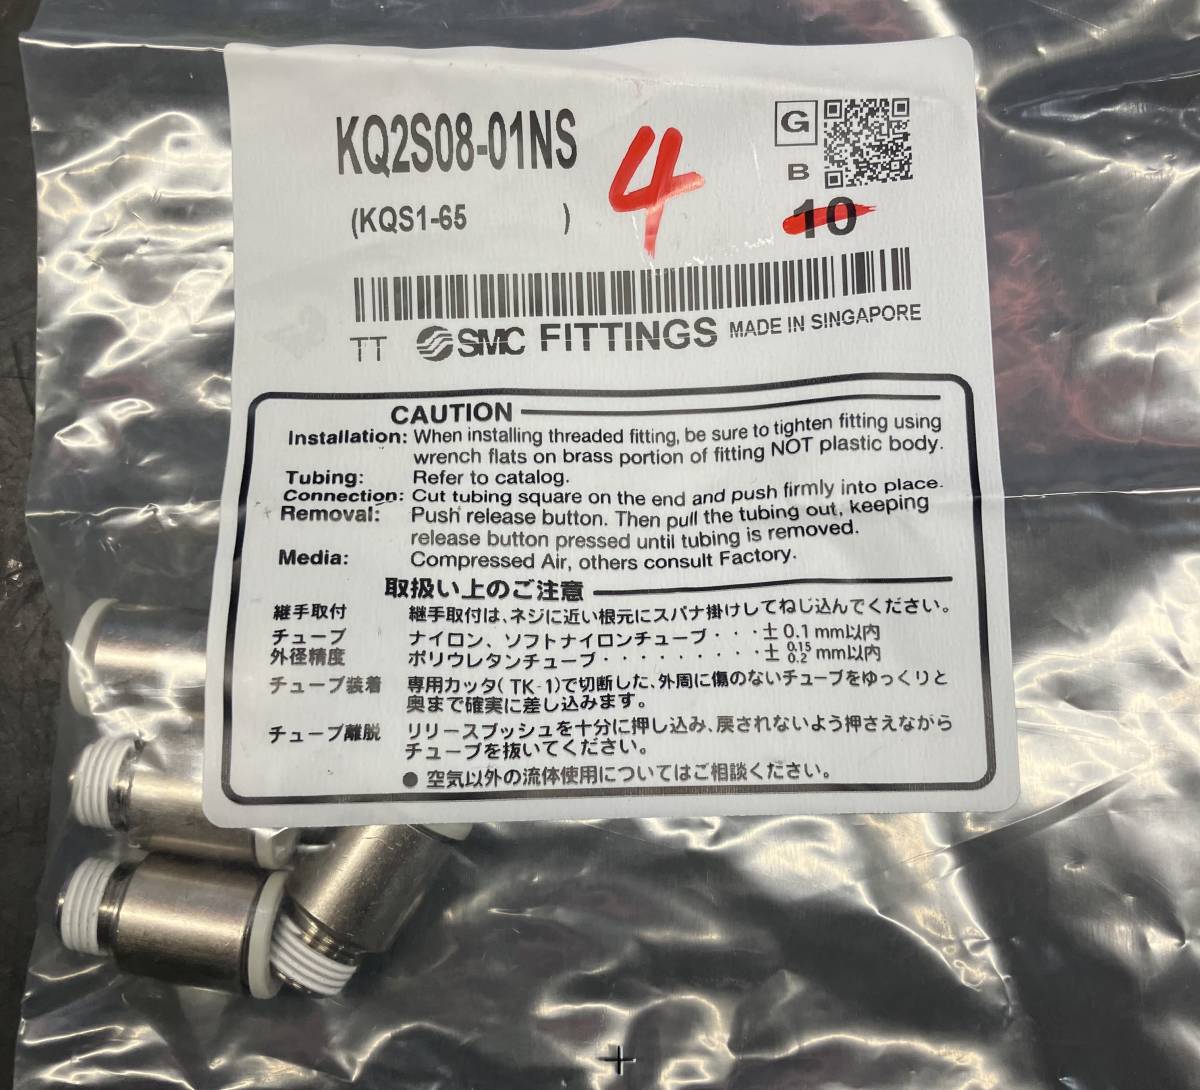 KQ2S08-01NS
4
G
B
(KQS1-65 )
10
TT SMC FITTINGS MADE IN SINGAPORE
CAUTION
Installation: When installing threaded fitting, be sure to tighten fitting using
wrench flats on brass portion of fitting NOT plastic body.
Tubing: Refer to catalog.
Connection: Cut tubing square on the end and push firmly into place.
Removal: Push release button. Then pull the tubing out, keeping
release button pressed until tubing is removed.
Media: Compressed Air, others consult Factory.
取扱い上のご注意
継手取付 継手取付は、ネジに近い根元にスパナ掛けしてねじ込んでください。
チューブ ナイロン、ソフトナイロンチューブ・・・± 0.1 mm以内
外径精度 ポリウレタンチューブ・・・・・・・・・・± 0.15 0.2 mm以内
チューブ装着 専用カッタ( TK-1)で切断した、外周に傷のないチューブをゆっくりと
奥まで確実に差し込みます。
チューブ離脱 リリースブッシュを十分に押し込み、戻されないよう押さえながら
チューブを抜いてください。
● 空気以外の流体使用についてはご相談ください。